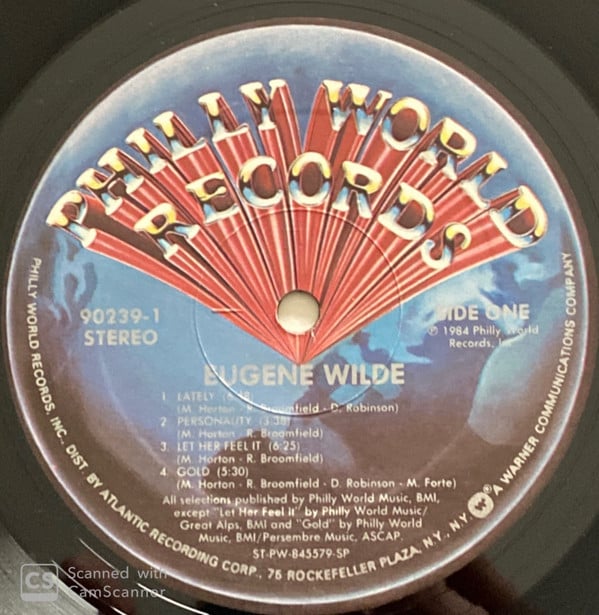 PHILLY WORLD
RECORDS
90239-1
STEREO
SIDE ONE
℗ 1984 Philly World
Records, Inc.
EUGENE WILDE
1. LATELY
(M. Horton - R. Broomfield - D. Robinson)
2. PERSONALITY (3:38)
(M. Horton - R. Broomfield)
3. LET HER FEEL IT (6:25)
(M. Horton - R. Broomfield)
4. GOLD (5:30)
(M. Horton - R. Broomfield - D. Robinson - M. Forte)
All selections published by Philly World Music, BMI,
except "Let Her Feel It" by Philly World Music/
Great Alps, BMI and "Gold" by Philly World
Music, BMI/Persembre Music, ASCAP.
ST-PW-845579-SP
PHILLY WORLD RECORDS, INC., DIST. BY ATLANTIC RECORDING CORP., 75 ROCKEFELLER PLAZA, N.Y., N.Y. A WARNER COMMUNICATIONS COMPANY
CS Scanned with
CamScanner